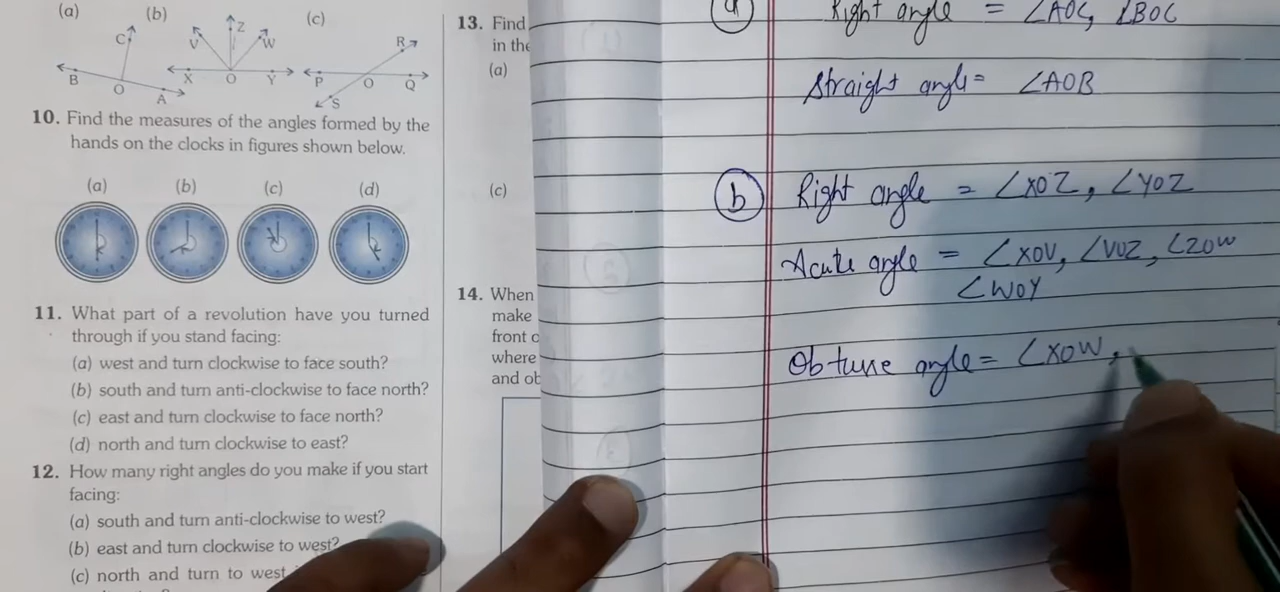 (a)
(b)
(c)
C
B
O
A
V
Z
W
X
O
Y
R
P
O
Q
S
10. Find the measures of the angles formed by the
hands on the clocks in figures shown below.
(a)
(b)
(c)
(d)
11. What part of a revolution have you turned
through if you stand facing:
(a) west and turn clockwise to face south?
(b) south and turn anti-clockwise to face north?
(c) east and turn clockwise to face north?
(d) north and turn clockwise to east?
12. How many right angles do you make if you start
facing:
(a) south and turn anti-clockwise to west?
(b) east and turn clockwise to west?
(c) north and turn to west
13. Find
in the
(a)
(c)
14. When
make
front
where
and
Right angle = ∠AOC, ∠BOC
Straight angle = ∠AOB
(b) Right angle = ∠XOZ, ∠YOZ
Acute angle = ∠XOV, ∠VOZ, ∠ZOW
∠WOY
Obtuse angle = ∠XOW,